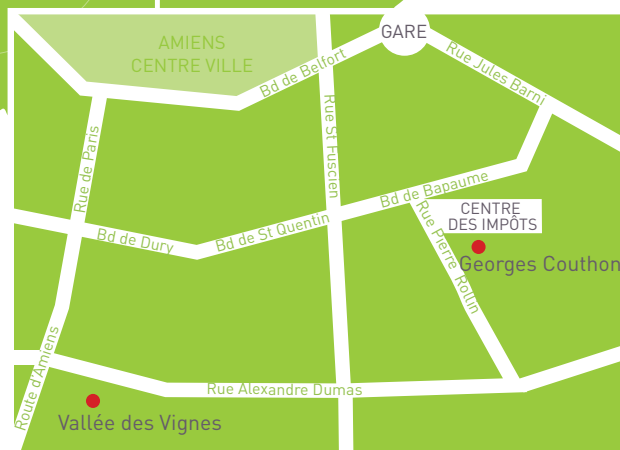 GARE
AMIENS
CENTRE VILLE
Bd de Belfort
Rue Jules Barni
Rue de Paris
Rue St Fuscien
Bd de Bapaume
CENTRE
DES IMPÔTS
Rue Pierre Rollin
Bd de Dury
Bd de St Quentin
Georges Couthon
Route d'Amiens
Rue Alexandre Dumas
Vallée des Vignes